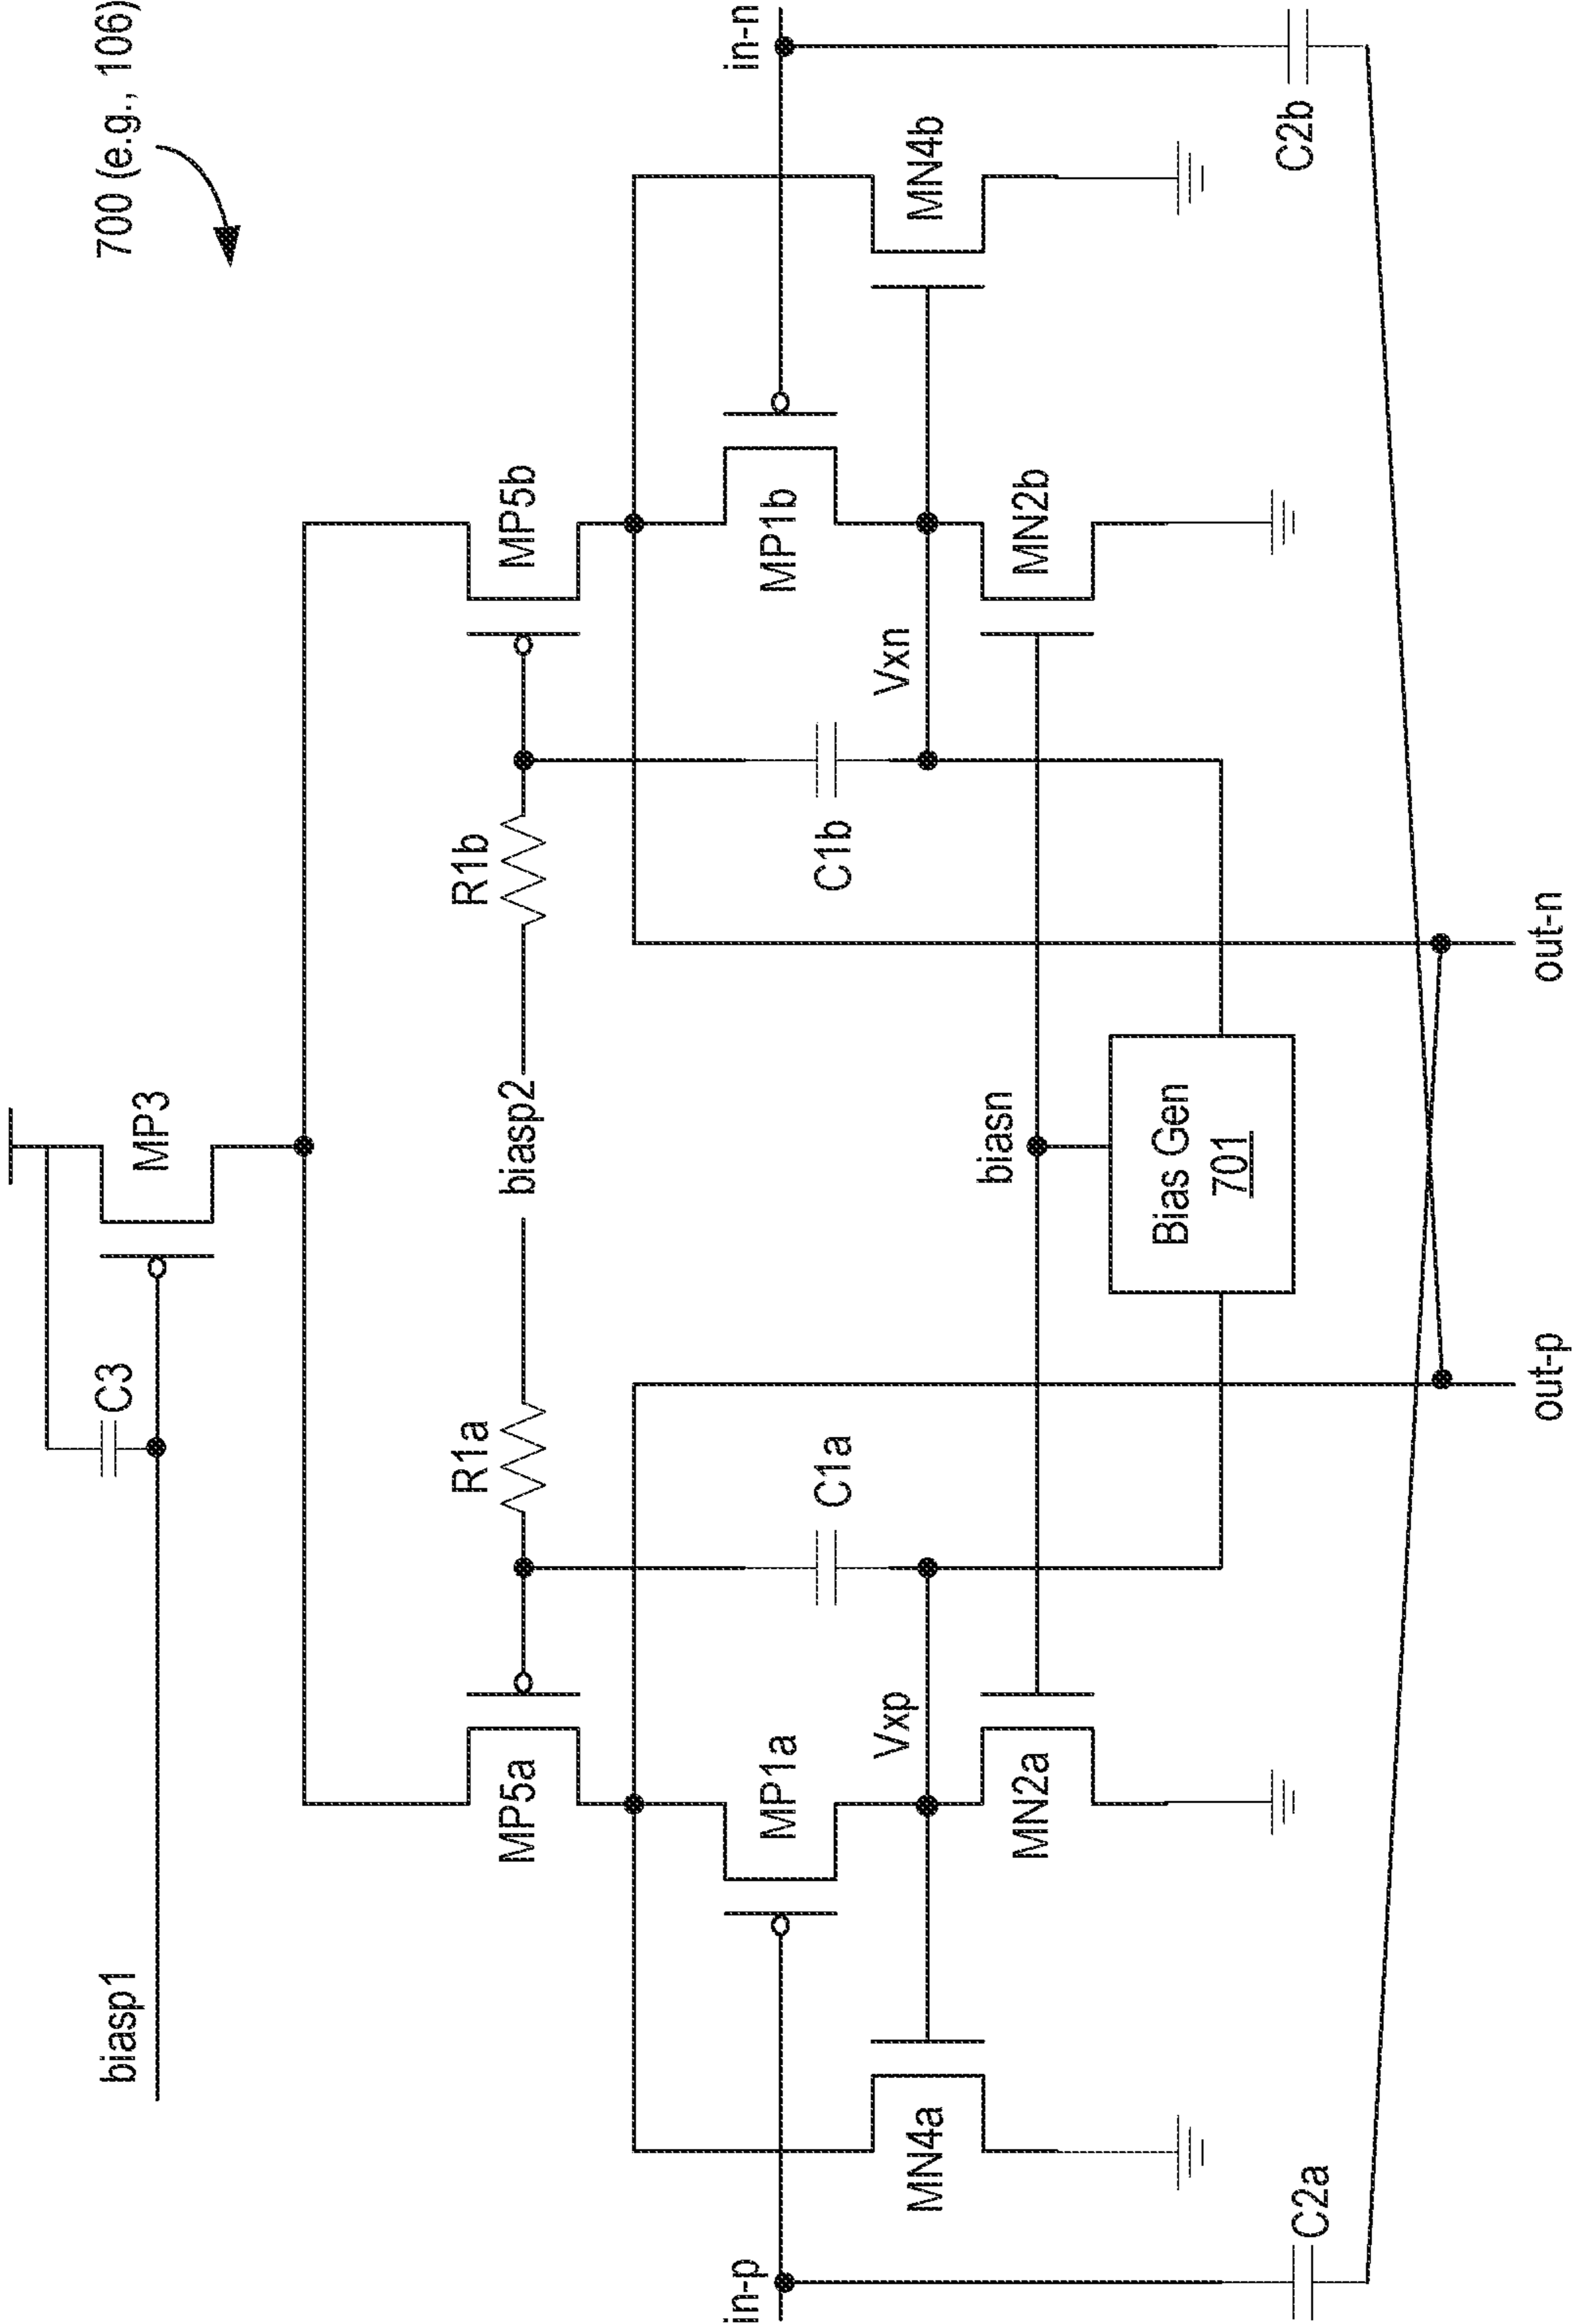 700 (e.g., 106)
biasp1
C3
MP3
MP5a
R1a
biasp2
R1b
MP5b
in-p
MP1a
C1a
C1b
MP1b
in-n
MN4a
Vxp
Vxn
MN4b
MN2a
biasn
MN2b
Bias Gen
701
C2a
C2b
out-p
out-n